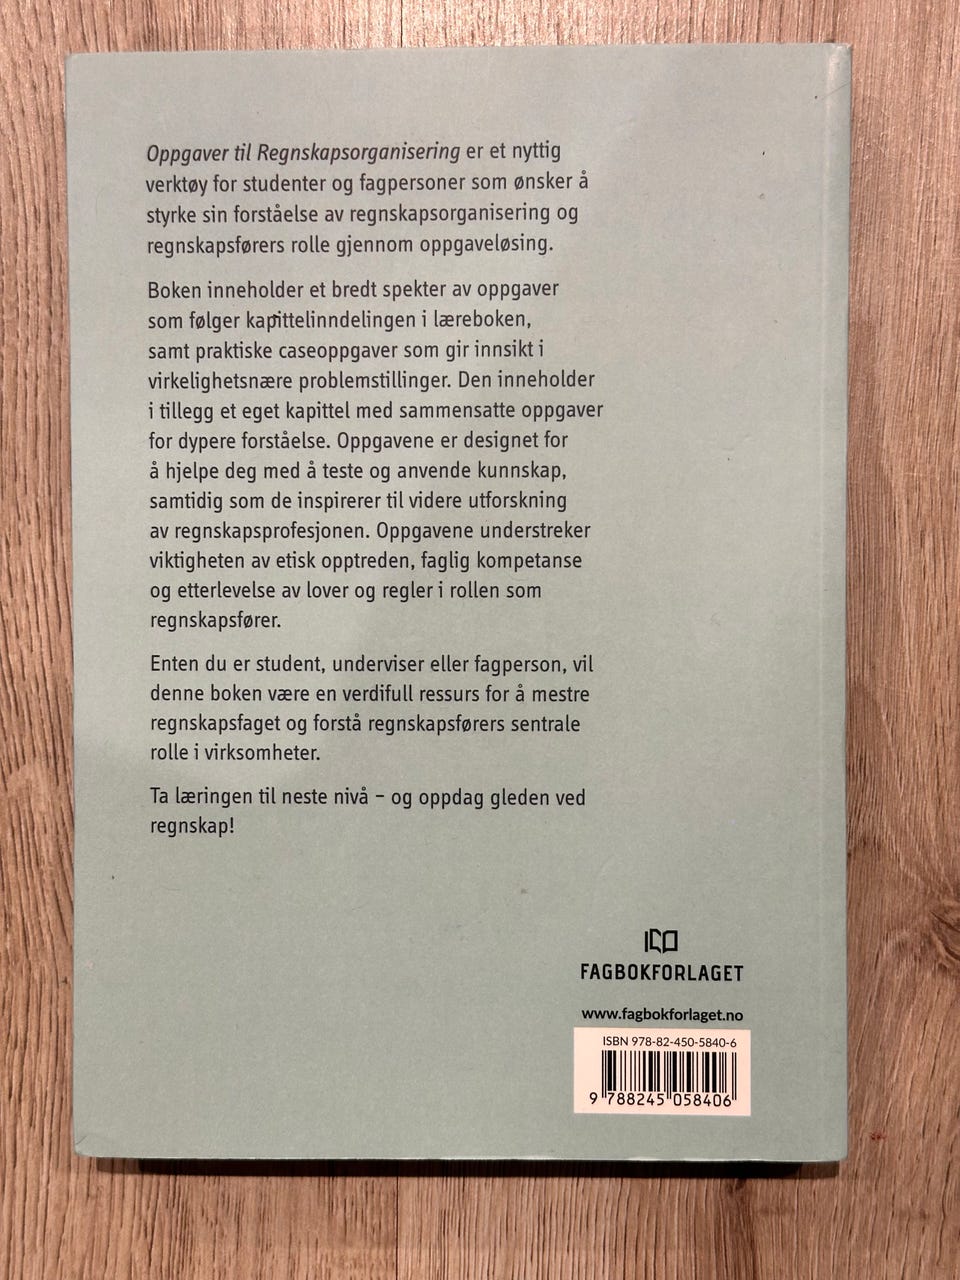 Oppgaver til Regnskapsorganisering er et nyttig
verktøy for studenter og fagpersoner som ønsker å
styrke sin forståelse av regnskapsorganisering og
regnskapsførers rolle gjennom oppgaveløsing.
Boken inneholder et bredt spekter av oppgaver
som følger kapittelinndelingen i læreboken,
samt praktiske caseoppgaver som gir innsikt i
virkelighetsnære problemstillinger. Den inneholder
i tillegg et eget kapittel med sammensatte oppgaver
for dypere forståelse. Oppgavene er designet for
å hjelpe deg med å teste og anvende kunnskap,
samtidig som de inspirerer til videre utforskning
av regnskapsprofesjonen. Oppgavene understreker
viktigheten av etisk opptreden, faglig kompetanse
og etterlevelse av lover og regler i rollen som
regnskapsfører.
Enten du er student, underviser eller fagperson, vil
denne boken være en verdifull ressurs for å mestre
regnskapsfaget og forstå regnskapsførers sentrale
rolle i virksomheter.
Ta læringen til neste nivå – og oppdag gleden ved
regnskap!
FAGBOKFORLAGET
www.fagbokforlaget.no
ISBN 978-82-450-5840-6
9 788245 058406